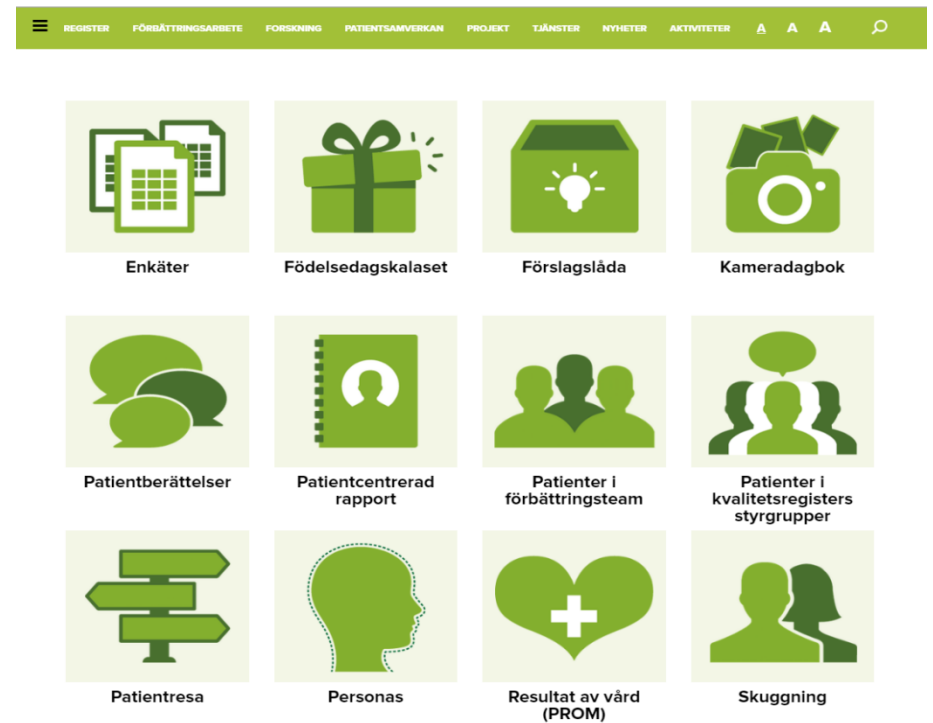 REGISTER FÖRBÄTTRINGSARBETE FORSKNING PATIENTSAMVERKAN PROJEKT TJÄNSTER NYHETER AKTIVITETER A A A
Enkäter Födelsedagskalaset Förslagslåda Kameradagbok
Patientberättelser
Patientcentrerad
rapport
Patienter i
förbättringsteam
Patienter i
kvalitetsregisters
styrgrupper
Patientresa
Personas
Resultat av vård
(PROM)
Skuggning